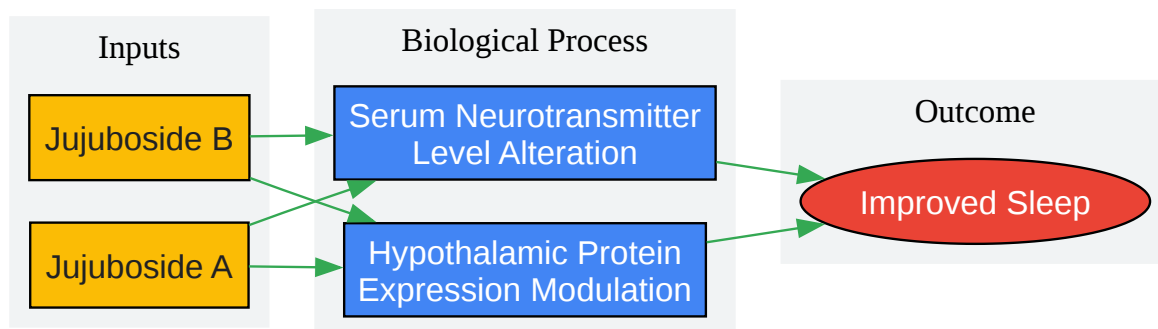 Inputs
Jujuboside B
Jujuboside A
Biological Process
Serum Neurotransmitter
Level Alteration
Hypothalamic Protein
Expression Modulation
Outcome
Improved Sleep